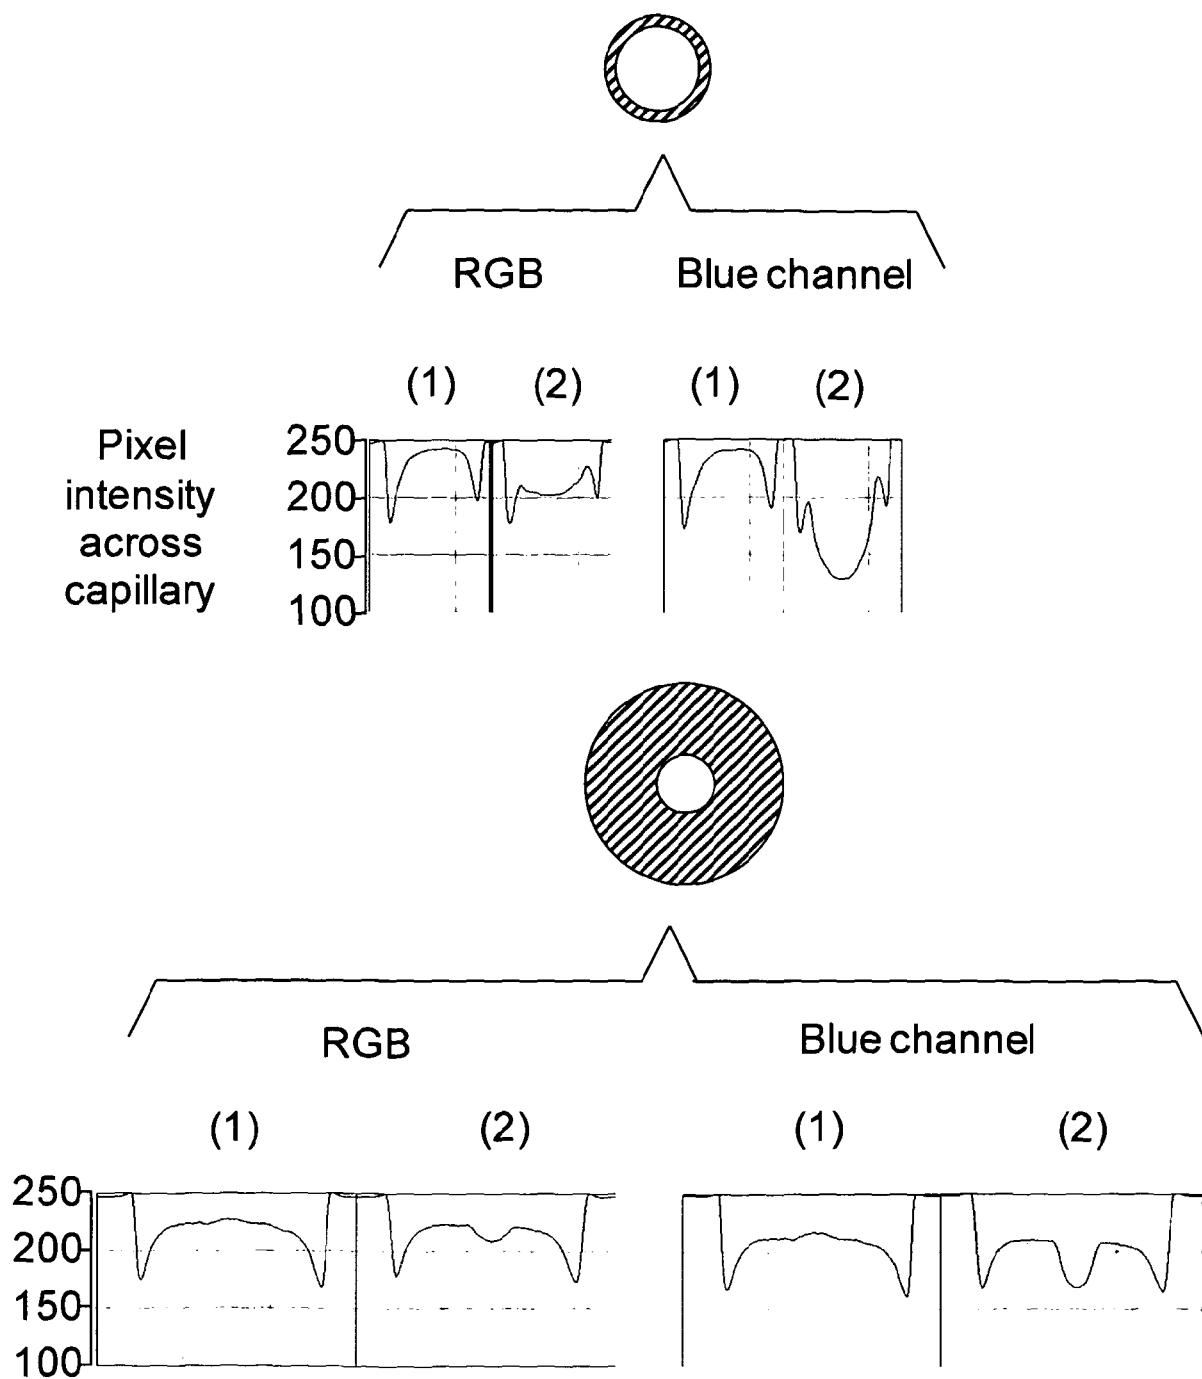 RGB Blue channel
(1) (2) (1) (2)
Pixel
intensity
across
capillary
250
200
150
100
RGB Blue channel
(1) (2) (1) (2)
250
200
150
100